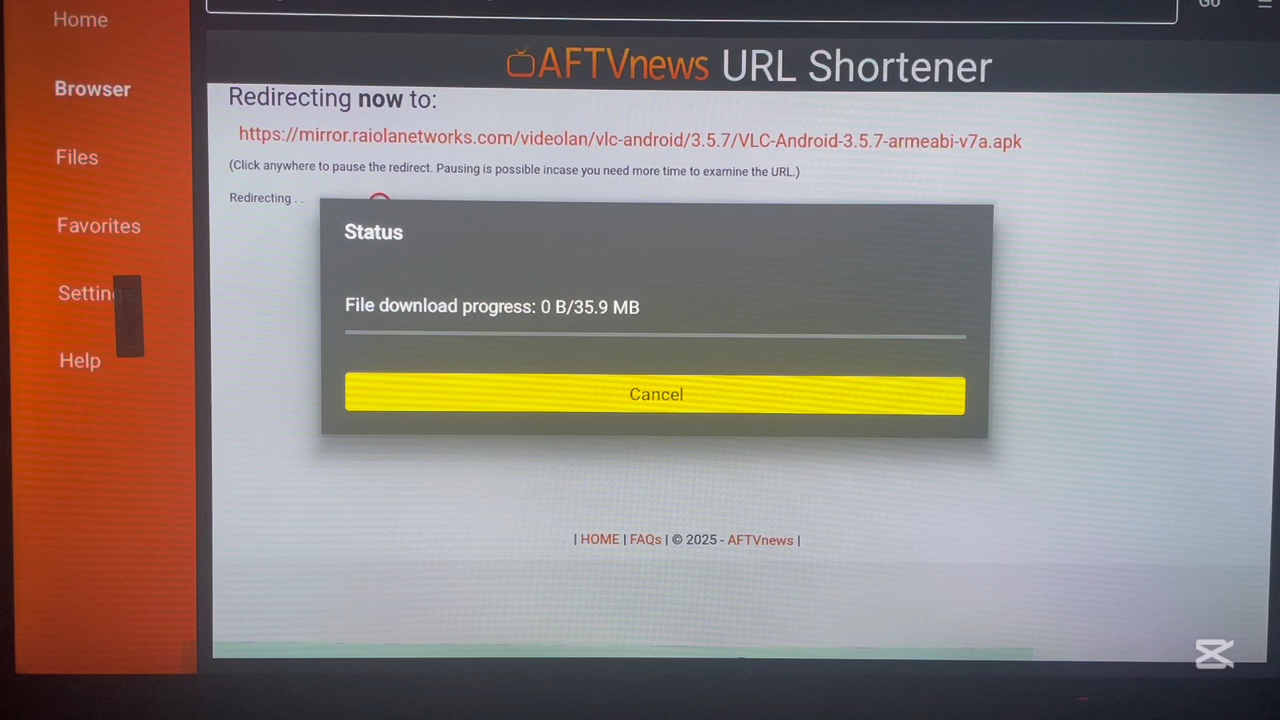 Home
Go
AFTVnews URL Shortener
Browser
Redirecting now to:
https://mirror.raiolanetworks.com/videolan/vlc-android/3.5.7/VLC-Android-3.5.7-armeabi-v7a.apk
Files
(Click anywhere to pause the redirect. Pausing is possible incase you need more time to examine the URL.)
Redirecting . .
Favorites
Status
Settings
File download progress: 0 B/35.9 MB
Help
Cancel
| HOME | FAQs | © 2025 - AFTVnews |